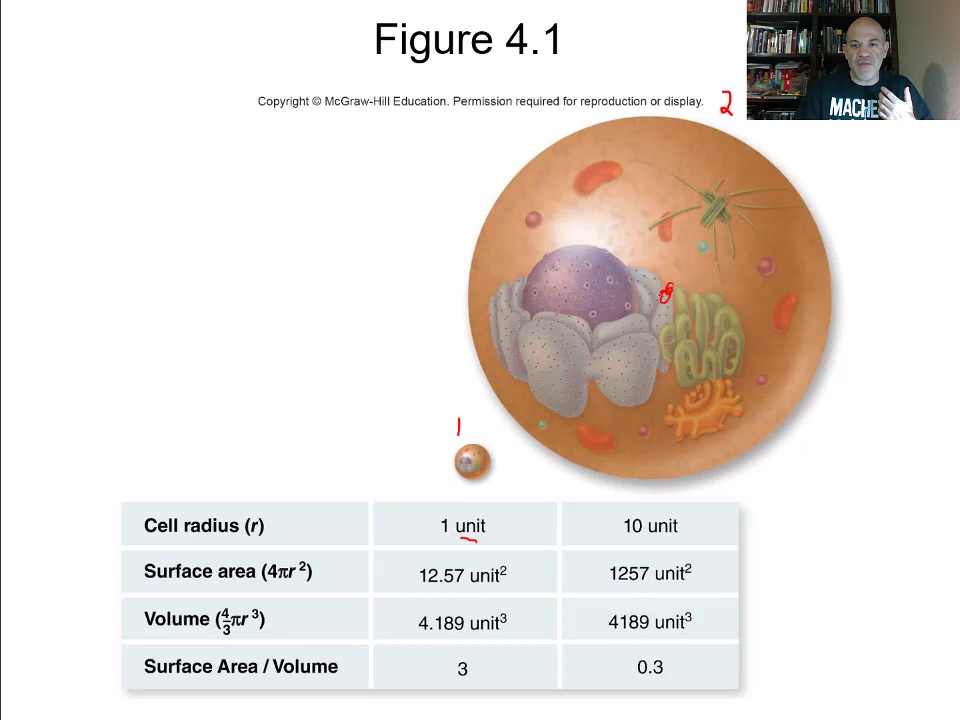 Figure 4.1
Copyright © McGraw-Hill Education. Permission required for reproduction or display.
2
1
Cell radius (r) 1 unit 10 unit
Surface area (4πr²) 12.57 unit² 1257 unit²
Volume (4/3πr³) 4.189 unit³ 4189 unit³
Surface Area / Volume 3 0.3